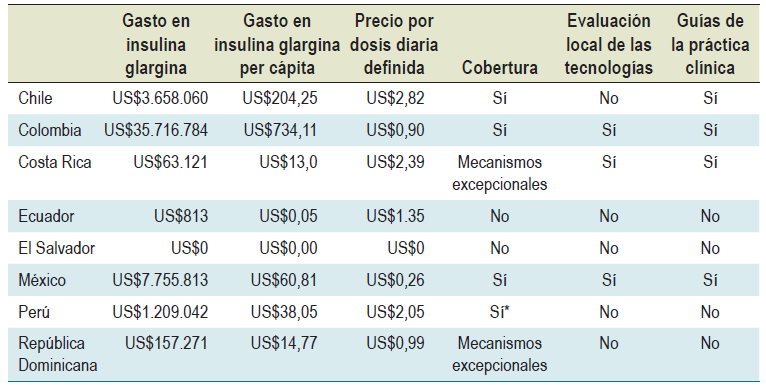 Gasto en insulina glargina | Gasto en insulina glargina per cápita | Precio por dosis diaria definida | Cobertura | Evaluación local de las tecnologías | Guías de la práctica clínica
Chile US$3.658.060 US$204,25 US$2,82 Sí No Sí
Colombia US$35.716.784 US$734,11 US$0,90 Sí Sí Sí
Costa Rica US$63.121 US$13,0 US$2,39 Mecanismos excepcionales Sí Sí
Ecuador US$813 US$0,05 US$1.35 No No No
El Salvador US$0 US$0,00 US$0 No No No
México US$7.755.813 US$60,81 US$0,26 Sí Sí Sí
Perú US$1.209.042 US$38,05 US$2,05 Sí* No No
República Dominicana US$157.271 US$14,77 US$0,99 Mecanismos excepcionales No No